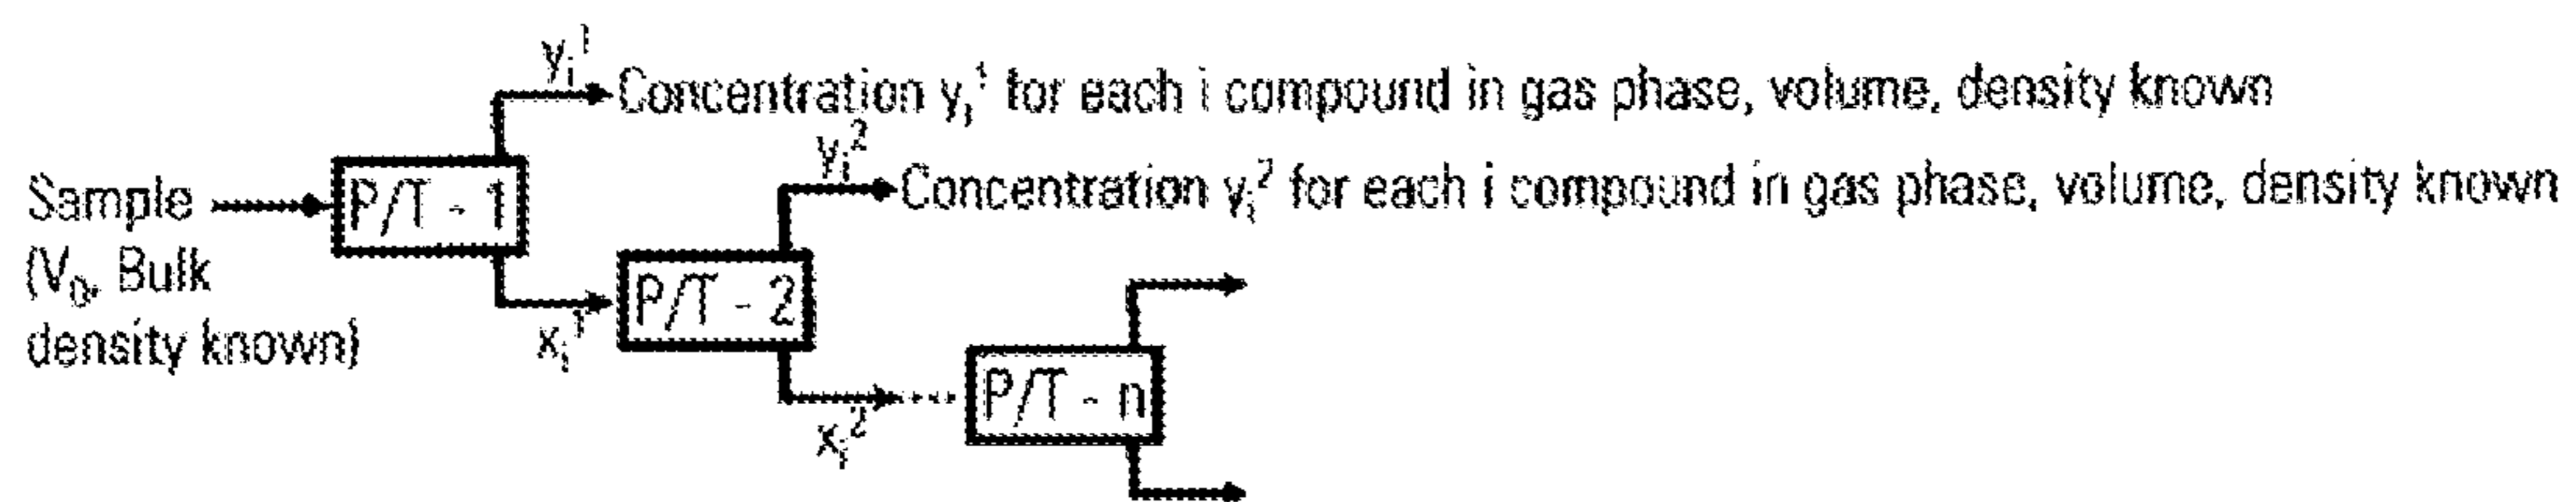 y_i^1
Concentration y_i^1 for each i compound in gas phase, volume, density known
y_i^2
Concentration y_i^2 for each i compound in gas phase, volume, density known
Sample
(V_0, Bulk
density known)
P/T - 1
x_i^1
P/T - 2
x_i^2
P/T - n